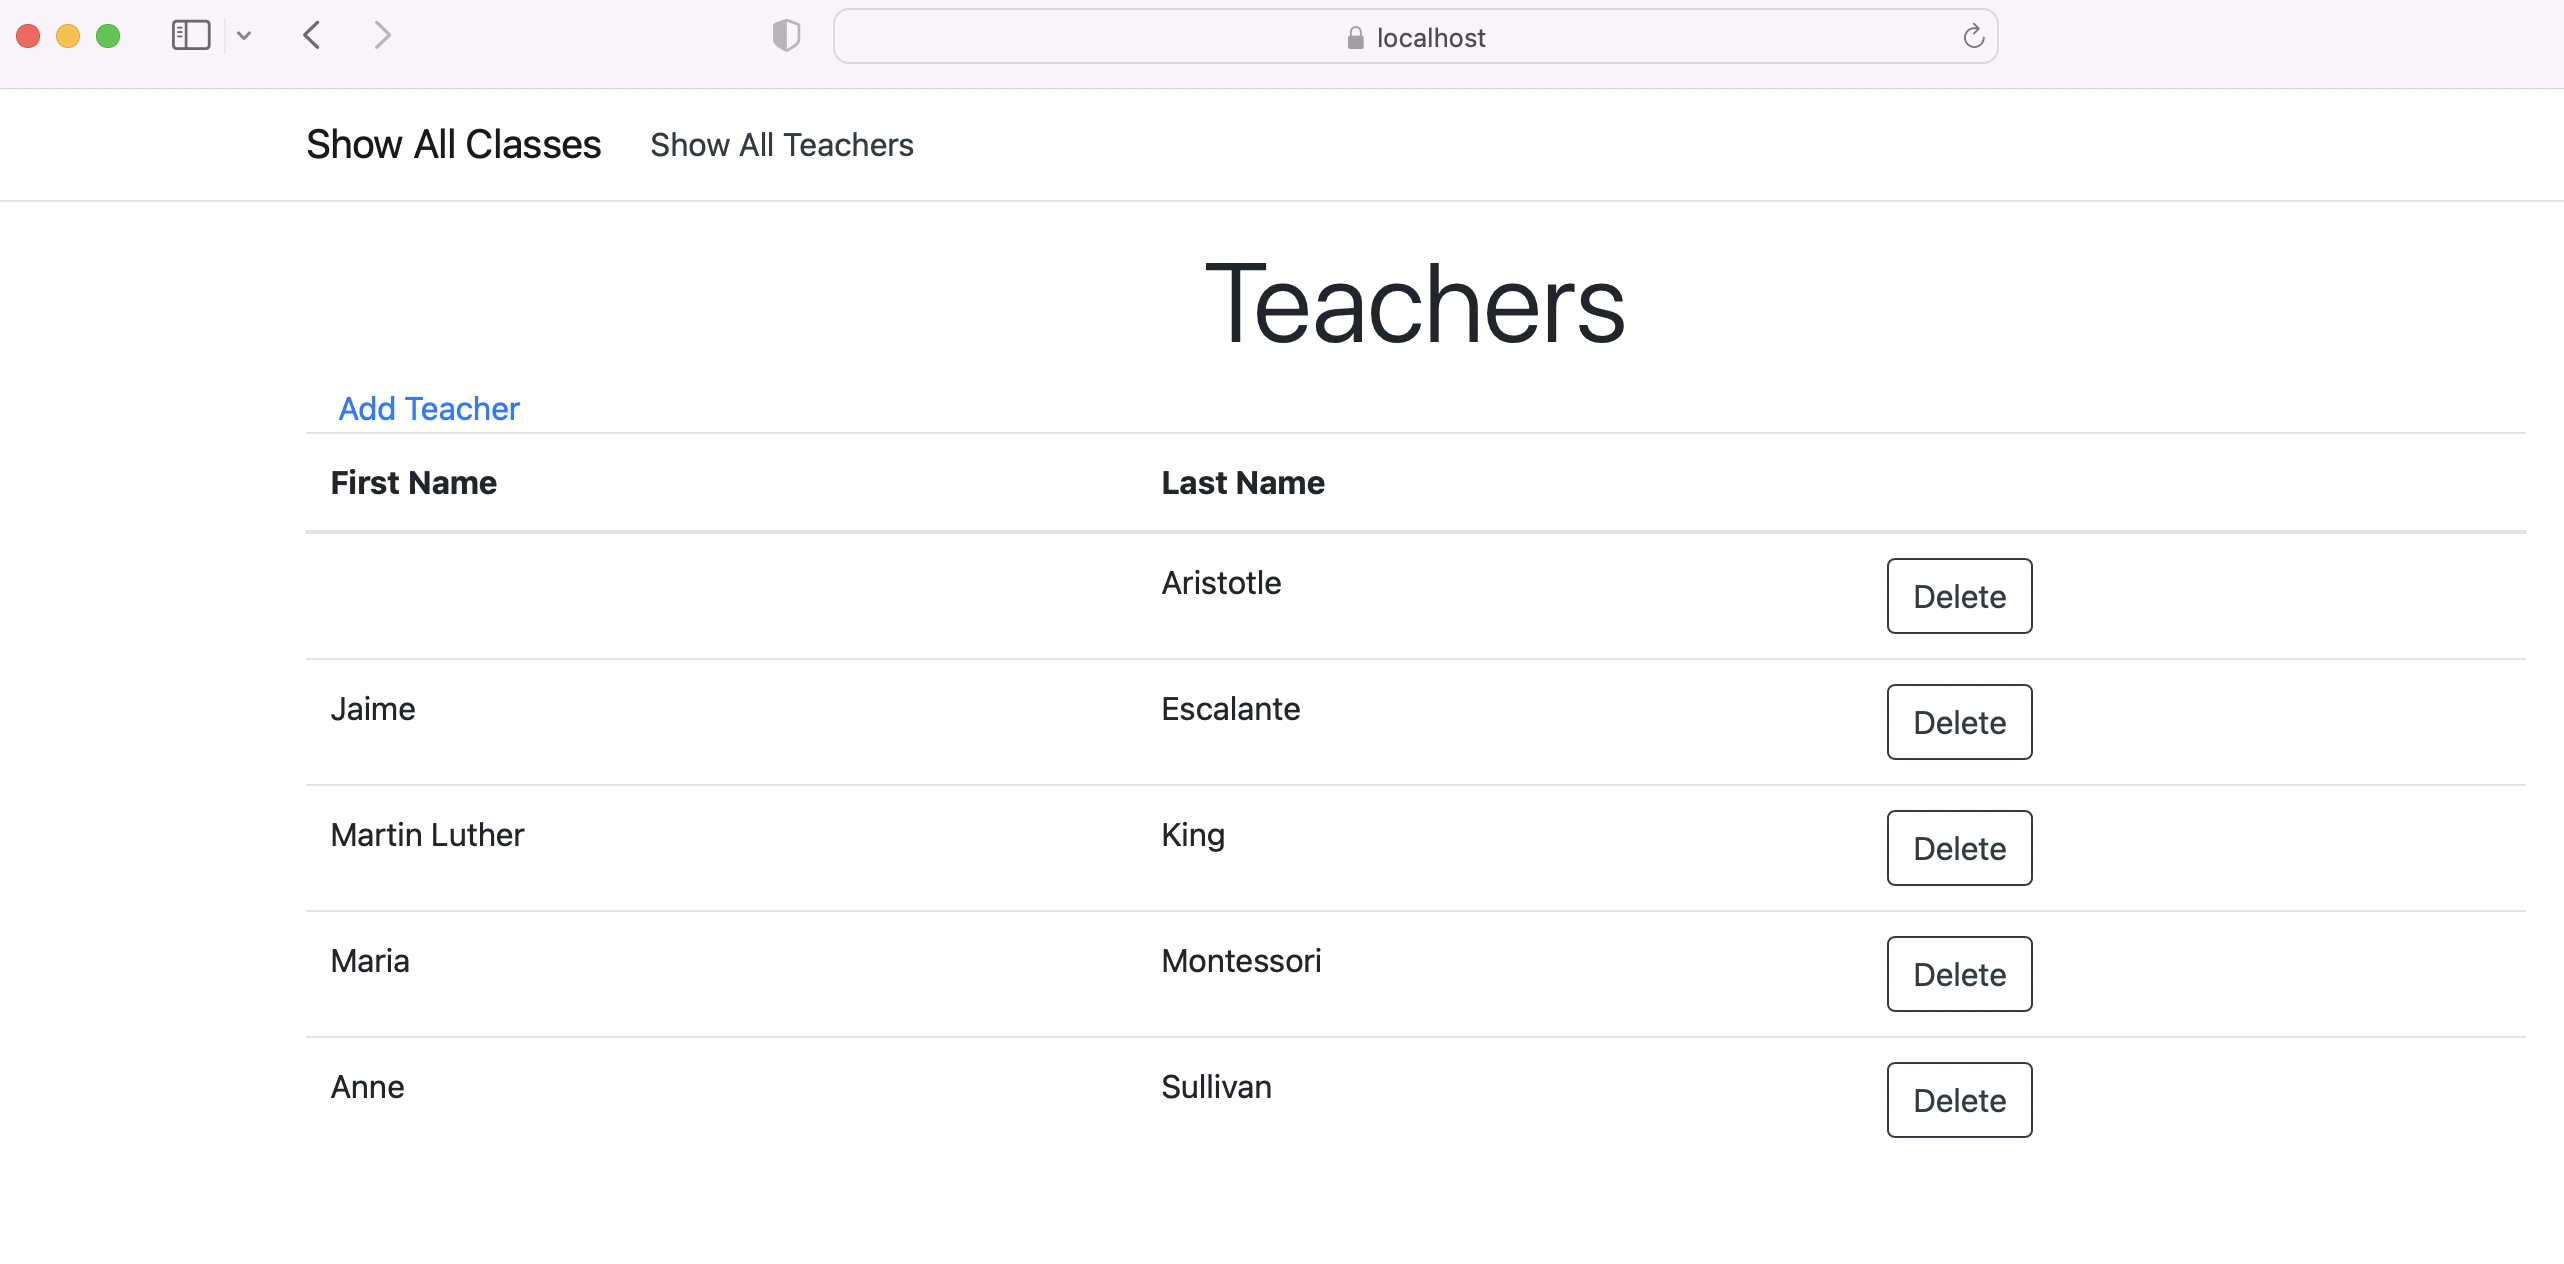 localhost
Show All Classes Show All Teachers
Teachers
Add Teacher
First Name Last Name
Aristotle Delete
Jaime Escalante Delete
Martin Luther King Delete
Maria Montessori Delete
Anne Sullivan Delete